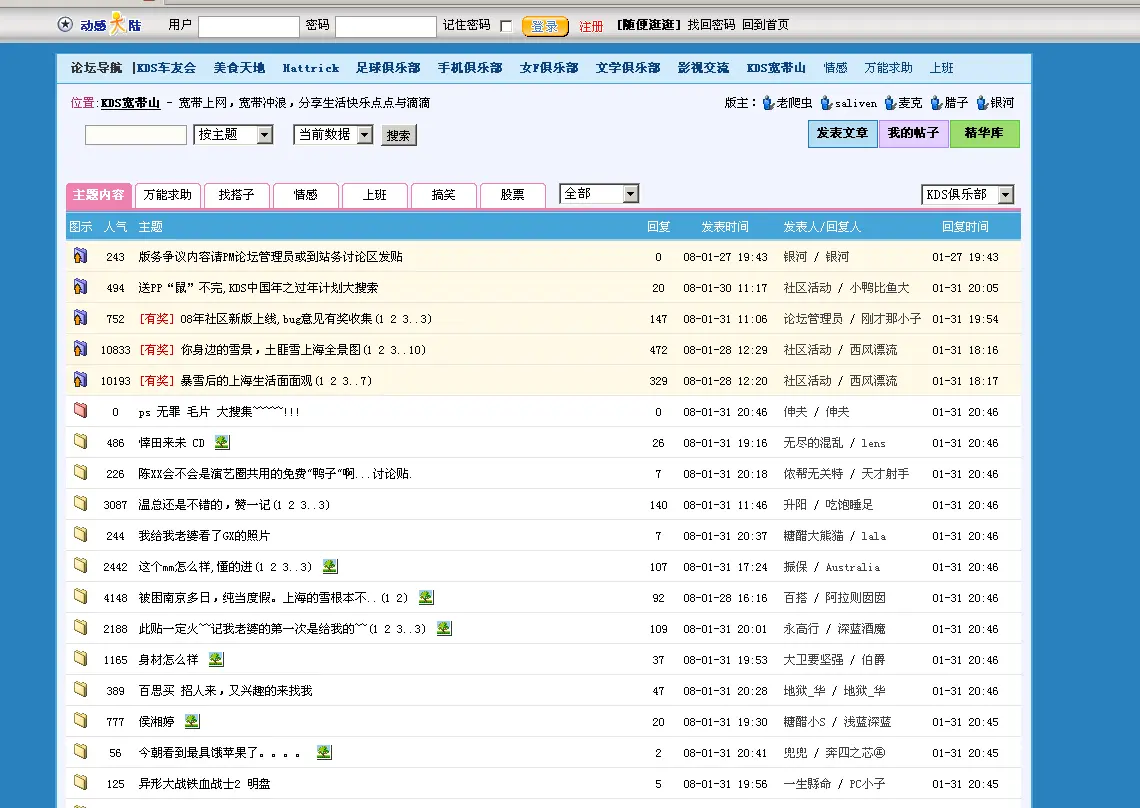 动感大陆 用户 密码 记住密码 登录 注册 【随便逛逛】 找回密码 回到首页
论坛导航 |KDS车友会 美食天地 Hattrick 足球俱乐部 手机俱乐部 女F俱乐部 文学俱乐部 影视交流 KDS宽带山 情感 万能求助 上班
位置:KDS宽带山 - 宽带上网,宽带冲浪,分享生活快乐点点与滴滴 版主: 老爬虫 saliven 麦克 腊子 银河
按主题 当前数据 搜索 发表文章 我的帖子 精华库
主题内容 万能求助 找搭子 情感 上班 搞笑 股票 全部 KDS俱乐部
图示 人气 主题 回复 发表时间 发表人/回复人 回复时间
243 版务争议内容请PM论坛管理员或到站务讨论区发贴 0 08-01-27 19:43 银河 / 银河 01-27 19:43
494 送PP“鼠”不完,KDS中国年之过年计划大搜索 20 08-01-30 11:17 社区活动 / 小鸭比鱼大 01-31 20:05
752 [有奖] 08年社区新版上线,bug意见有奖收集(1 2 3..3) 147 08-01-31 11:06 论坛管理员 / 刚才那小子 01-31 19:54
10833 [有奖] 你身边的雪景,土匪雪上海全景图(1 2 3..10) 472 08-01-28 12:29 社区活动 / 西风漂流 01-31 18:16
10193 [有奖] 暴雪后的上海生活面面观(1 2 3..7) 329 08-01-28 12:20 社区活动 / 西风漂流 01-31 18:17
0 ps 无罪 毛片 大搜集~~~~~!!! 0 08-01-31 20:46 伸夫 / 伸夫 01-31 20:46
486 悻田来未 CD 26 08-01-31 19:16 无尽的混乱 / lens 01-31 20:46
226 陈XX会不会是演艺圈共用的免费“鸭子“啊...讨论贴. 7 08-01-31 20:18 侬帮无关特 / 天才射手 01-31 20:46
3087 温总还是不错的,赞一记(1 2 3..3) 140 08-01-31 11:46 升阳 / 吃饱睡足 01-31 20:46
244 我给我老婆看了GX的照片 7 08-01-31 20:37 糖醋大熊猫 / lala 01-31 20:46
2442 这个mm怎么样,懂的进(1 2 3..3) 107 08-01-31 17:24 振保 / Australia 01-31 20:46
4148 被困南京多日,纯当度假。上海的雪根本不..(1 2) 92 08-01-28 16:16 百搭 / 阿拉则囡囡 01-31 20:46
2188 此贴一定火~~记我老婆的第一次是给我的~~(1 2 3..3) 109 08-01-31 20:01 永高行 / 深蓝酒魔 01-31 20:46
1165 身材怎么样 37 08-01-31 19:53 大卫要坚强 / 伯爵 01-31 20:46
389 百思买 招人来,又兴趣的来找我 47 08-01-31 20:28 地狱_华 / 地狱_华 01-31 20:46
777 侯湘婷 20 08-01-31 19:30 糖醋小S / 浅蓝深蓝 01-31 20:45
56 今朝看到最具饿苹果了。。。。 2 08-01-31 20:41 兜兜 / 奔四之芯 01-31 20:45
125 异形大战铁血战士2 明盘 5 08-01-31 19:56 一生縣命 / PC小子 01-31 20:45